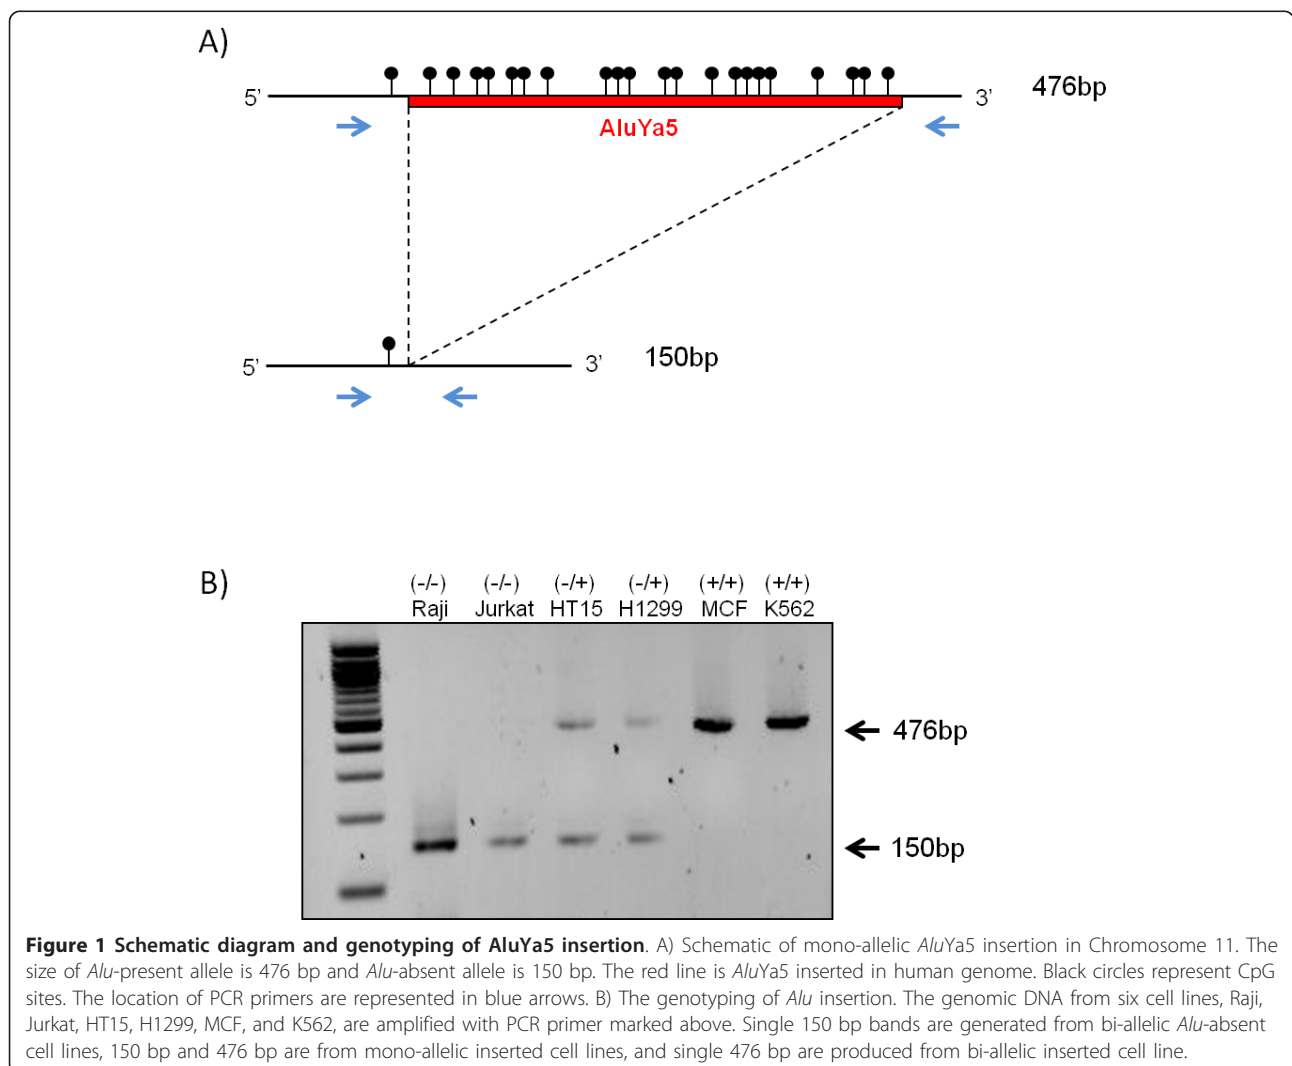 A)
5’ 3’ 476bp
AluYa5
5’ 3’ 150bp
B)
(-/-) (-/-) (-/+) (-/+) (+/+) (+/+)
Raji Jurkat HT15 H1299 MCF K562
476bp
150bp
Figure 1 Schematic diagram and genotyping of AluYa5 insertion. A) Schematic of mono-allelic AluYa5 insertion in Chromosome 11. The
size of Alu-present allele is 476 bp and Alu-absent allele is 150 bp. The red line is AluYa5 inserted in human genome. Black circles represent CpG
sites. The location of PCR primers are represented in blue arrows. B) The genotyping of Alu insertion. The genomic DNA from six cell lines, Raji,
Jurkat, HT15, H1299, MCF, and K562, are amplified with PCR primer marked above. Single 150 bp bands are generated from bi-allelic Alu-absent
cell lines, 150 bp and 476 bp are from mono-allelic inserted cell lines, and single 476 bp are produced from bi-allelic inserted cell line.